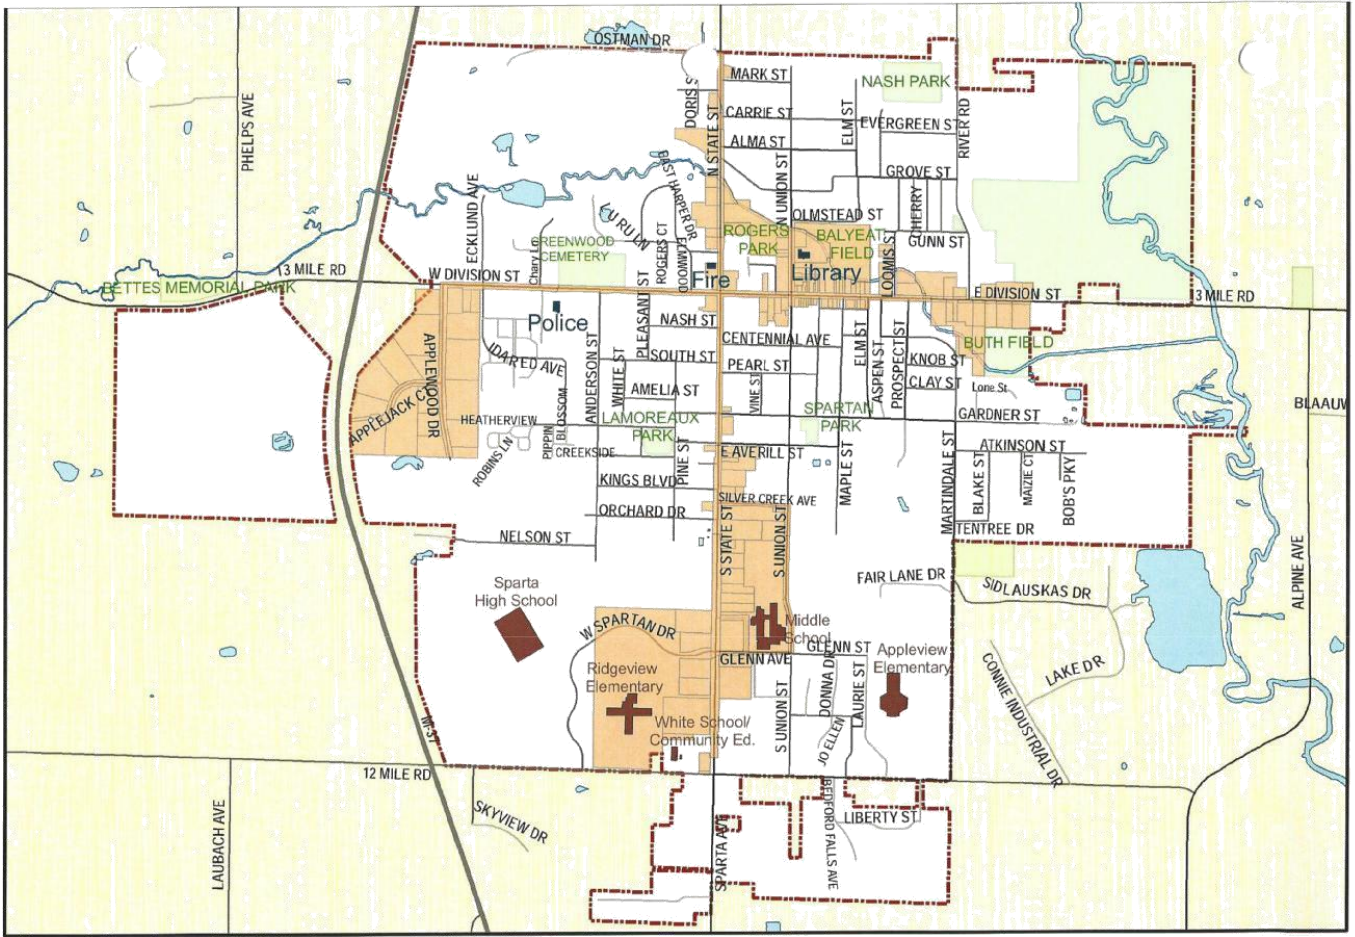 OSTMAN DR
MARK ST
NASH PARK
PHELPS AVE
DORIS S
N STATE ST
CARRIE ST
ELM ST
EVERGREEN ST
RIVER RD
ALMA ST
N UNION ST
GROVE ST
EAST HARPER DR
ECKLUND AVE
LURU LN
OLMSTEAD ST
CHERRY
ROGERS CT
ELMWOOD
ROGERS
PARK
BALYEAT
FIELD
LOOMIS S
GUNN ST
GREENWOOD
CEMETERY
Chary Ln
13 MILE RD
W DIVISION ST
Fire
Library
BETTES MEMORIAL PARK
E DIVISION ST
13 MILE RD
PLEASANT ST
Police
NASH ST
CENTENNIAL AVE
ELM ST
BUTH FIELD
APPLEWOOD DR
IDARED AVE
ANDERSON ST
WHITE ST
SOUTH ST
PEARL ST
ASPEN ST
PROSPECT ST
KNOB ST
AMELIA ST
VINE ST
CLAY ST
Lone St
APPLEJACK C
BLAAUW
HEATHERVIEW
PIPPIN
BLOSSOM
LAMOREAUX
PARK
SPARTAN
PARK
GARDNER ST
ROBINS LN
CREEKSIDE
PINE ST
E AVERILL ST
MAPLE ST
MARTINDALE ST
ATKINSON ST
BLAKE ST
MAIZIE CT
BOB'S PKY
KINGS BLVD
SILVER CREEK AVE
ORCHARD DR
S STATE ST
S UNION ST
TENTREE DR
NELSON ST
ALPINE AVE
Sparta
High School
FAIR LANE DR
SIDLAUSKAS DR
W SPARTAN DR
Middle
School
GLENN ST
Appleview
Elementary
GLENN AVE
Ridgeview
Elementary
DONNA DR
LAURIE ST
LAKE DR
CONNIE INDUSTRIAL DR
M-37
White School/
Community Ed.
S UNION ST
JO ELLEN
12 MILE RD
LAUBACH AVE
SKYVIEW DR
SPARTA AVE
BEDFORD FALLS AVE
LIBERTY ST